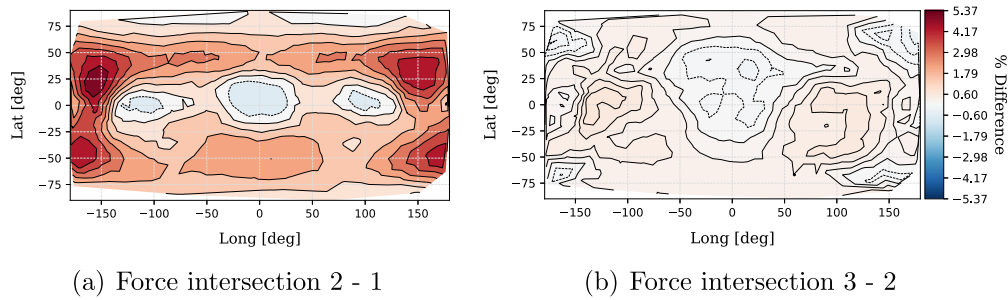 75
50
25
0
−25
−50
−75
Lat [deg]
−150 −100 −50 0 50 100 150
Long [deg]
(a) Force intersection 2 - 1
75
50
25
0
−25
−50
−75
Lat [deg]
−150 −100 −50 0 50 100 150
Long [deg]
(b) Force intersection 3 - 2
5.37
4.17
2.98
1.79
0.60
−0.60
−1.79
−2.98
−4.17
−5.37
% Difference